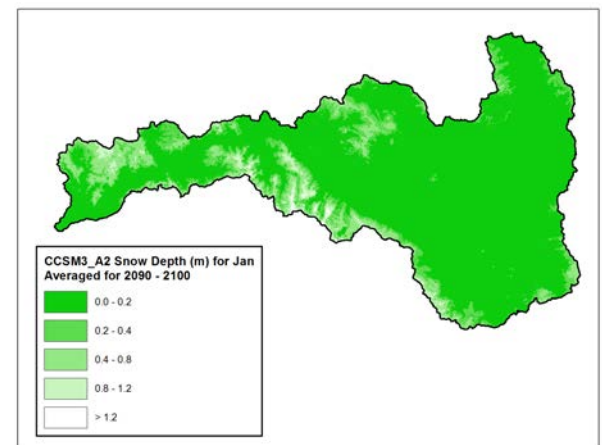 CCSM3_A2 Snow Depth (m) for Jan
Averaged for 2090 - 2100
0.0 - 0.2
0.2 - 0.4
0.4 - 0.8
0.8 - 1.2
> 1.2